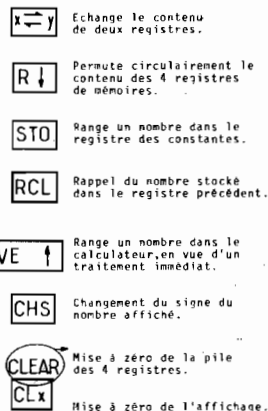 x⇌y Echange le contenu
de deux registres.
R↓ Permute circulairement le
contenu des 4 registres
de mémoires.
STO Range un nombre dans le
registre des constantes.
RCL Rappel du nombre stocké
dans le registre précédent.
VE ↑ Range un nombre dans le
calculateur,en vue d'un
traitement immédiat.
CHS Changement du signe du
nombre affiché.
CLEAR Mise à zéro de la pile
des 4 registres.
CLx Mise à zéro de l'affichage.